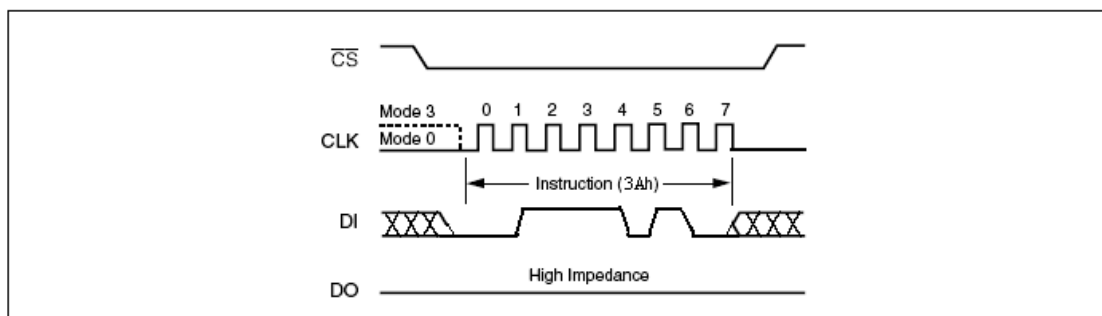 CS
Mode 3
0 1 2 3 4 5 6 7
CLK
Mode 0
Instruction (3Ah)
DI
High Impedance
DO